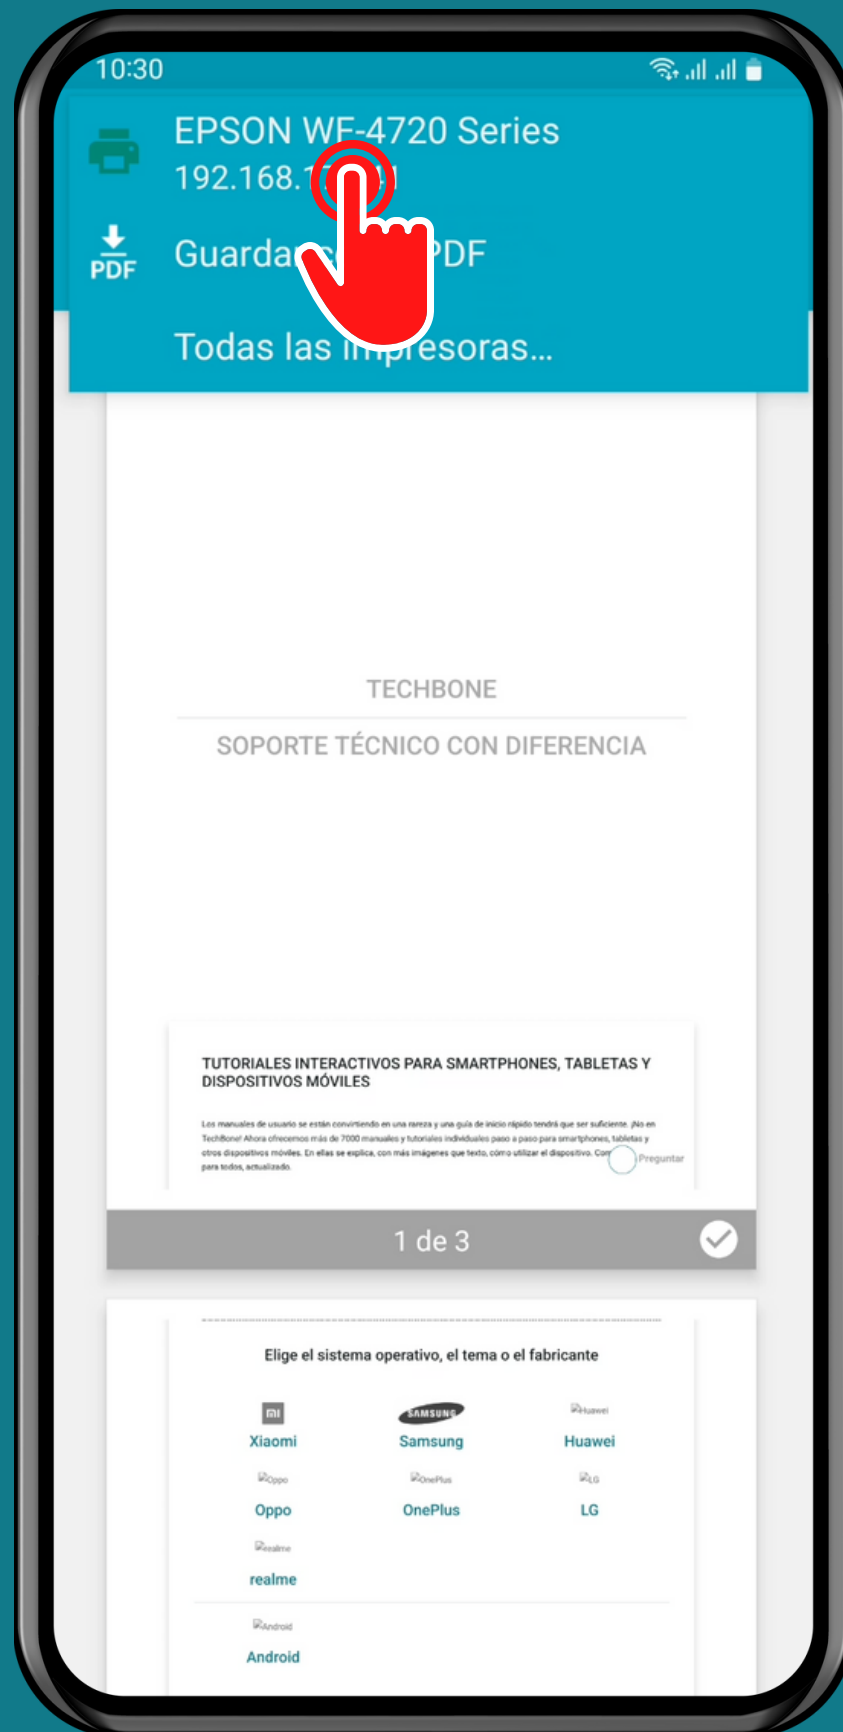 10:30
EPSON WF-4720 Series
192.168.1
PDF
PDF
Todas las impresoras...
TECHBONE
SOPORTE TÉCNICO CON DIFERENCIA
TUTORIALES INTERACTIVOS PARA SMARTPHONES, TABLETAS Y
DISPOSITIVOS MÓVILES
Los manuales de usuario se están convirtiendo en una rareza y una guía de inicio rápido tendrá que ser suficiente. ¡No en
TechBone! Ahora ofrecemos más de 7000 manuales y tutoriales individuales paso a paso para smartphones, tabletas y
otros dispositivos móviles. En ellas se explica, con más imágenes que texto, cómo utilizar el dispositivo.
Preguntar
para todos, actualizado.
1 de 3
Elige el sistema operativo, el tema o el fabricante
SAMSUNG
Huawei
Xiaomi
Samsung
Huawei
Oppo
OnePlus
LG
Oppo
OnePlus
LG
realme
realme
Android
Android